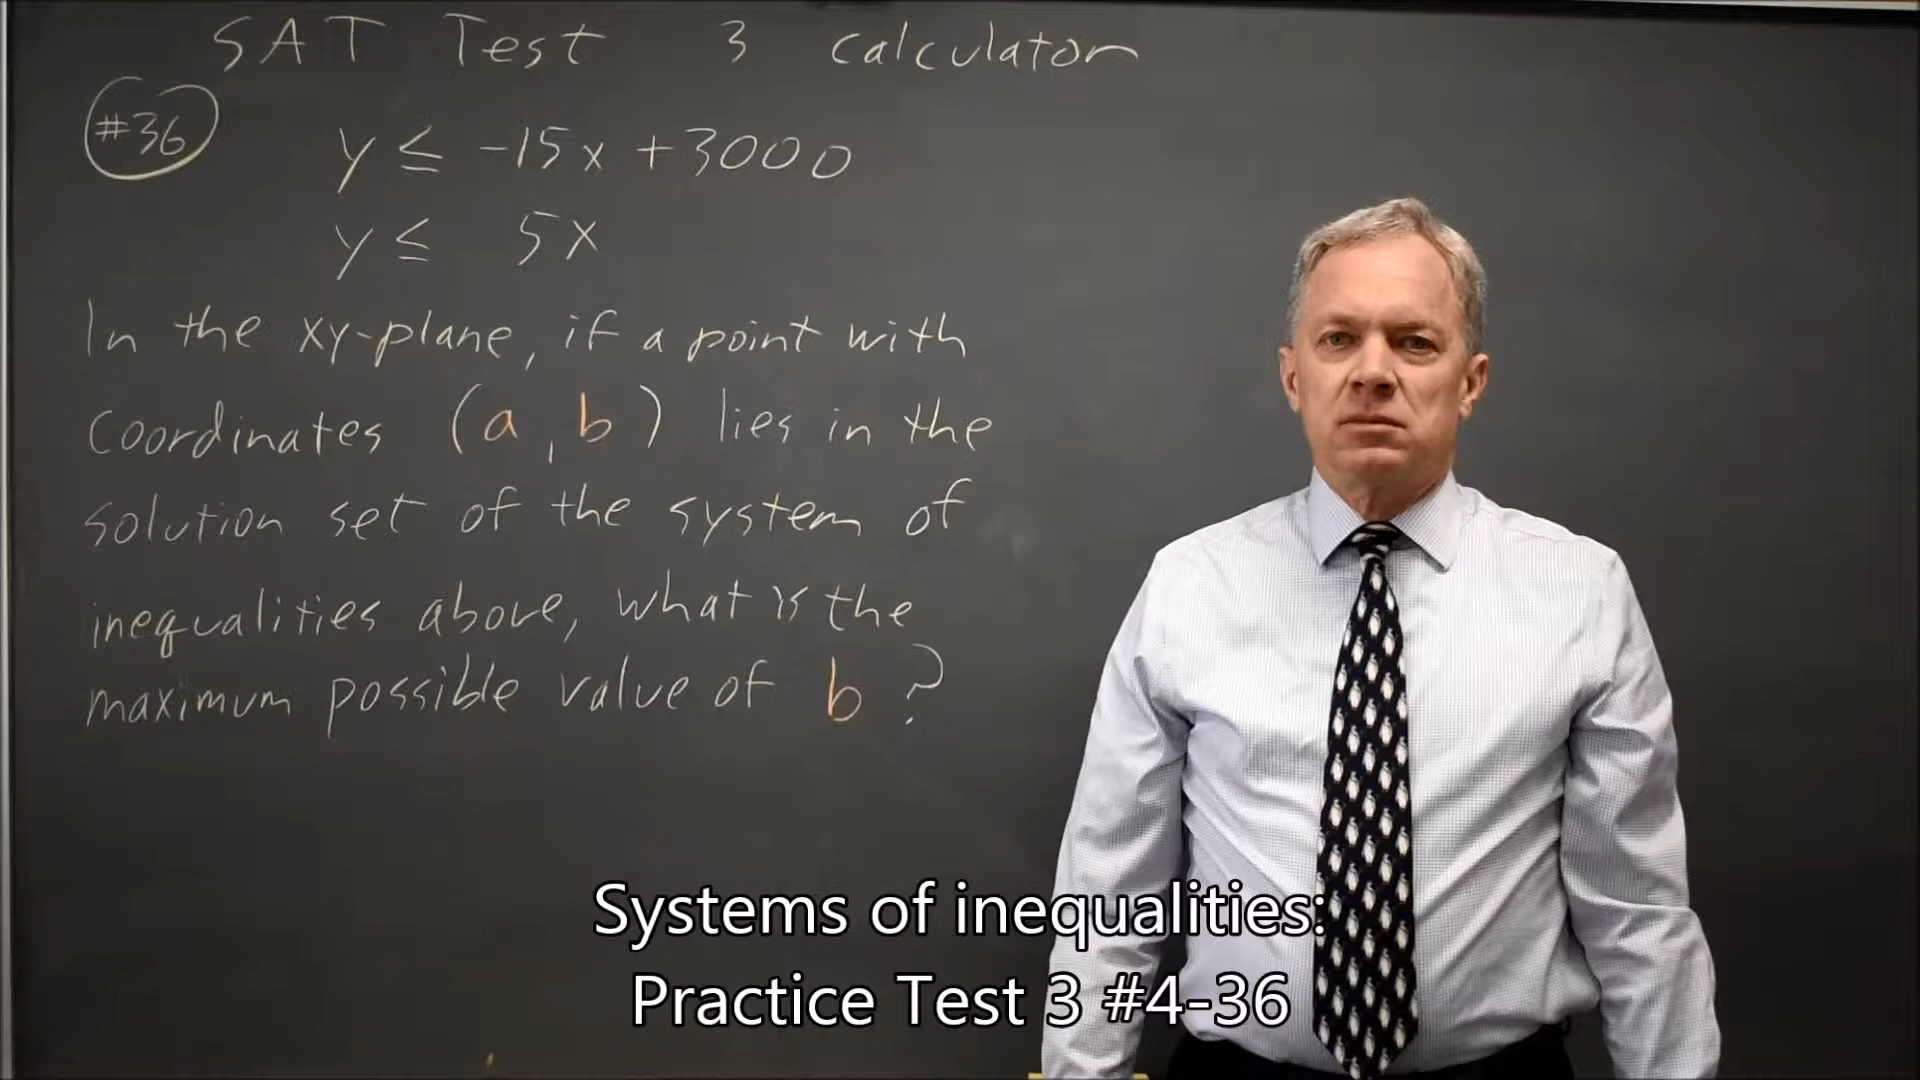 SAT Test 3 calculator
#36
y ≤ -15x + 3000
y ≤ 5x
In the xy-plane, if a point with
coordinates (a, b) lies in the
solution set of the system of
inequalities above, what is the
maximum possible value of b?
Systems of inequalities:
Practice Test 3 #4-36